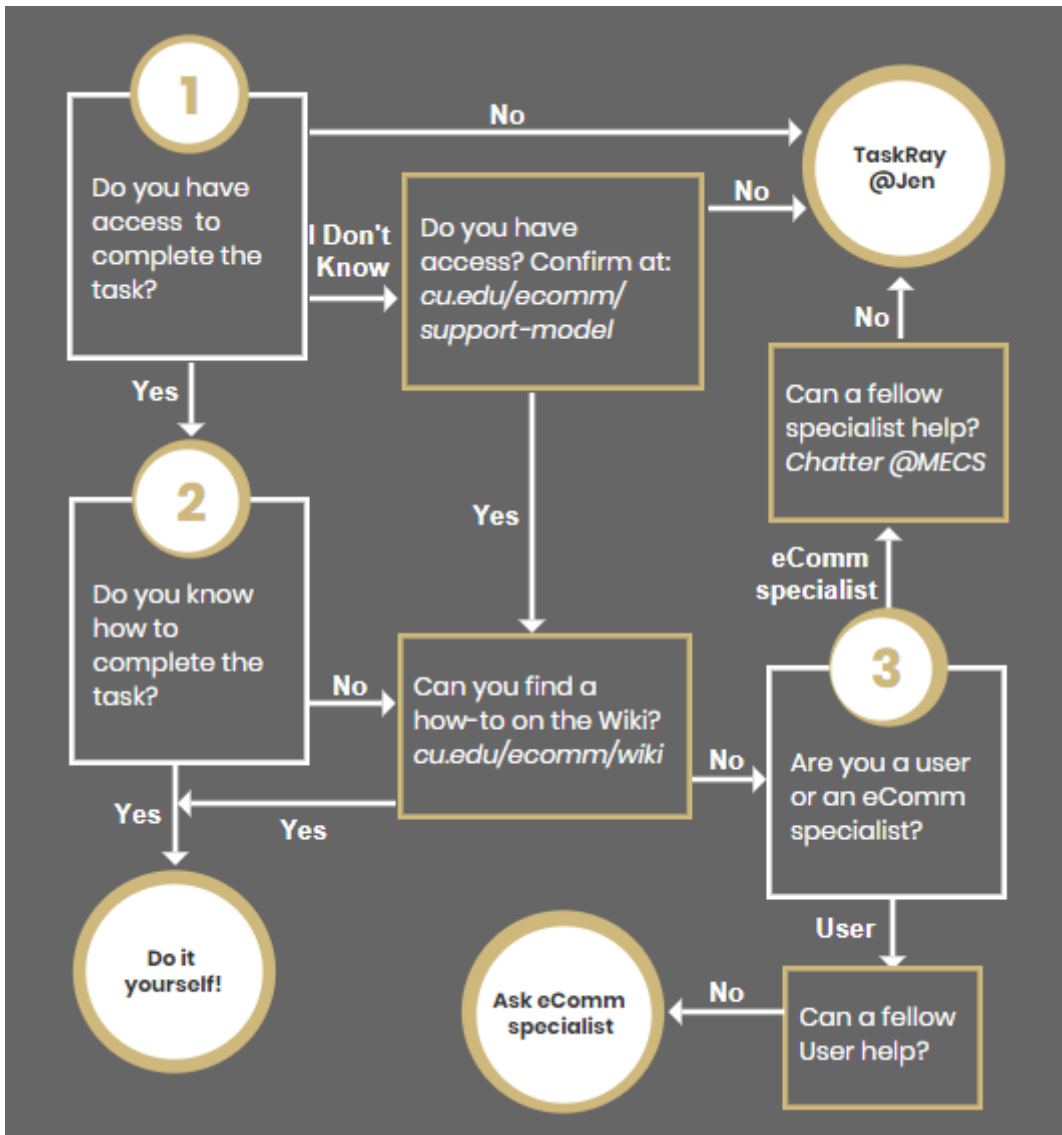 1
Do you have
access to
complete the
task?
No
I Don't
Know
Do you have
access? Confirm at:
cu.edu/ecomm/
support-model
No
TaskRay
@Jen
Yes
Yes
No
Can a fellow
specialist help?
Chatter @MECS
2
Do you know
how to
complete the
task?
No
Can you find a
how-to on the Wiki?
cu.edu/ecomm/wiki
eComm
specialist
3
Are you a user
or an eComm
specialist?
No
Yes
Yes
Do it
yourself!
User
Can a fellow
User help?
No
Ask eComm
specialist